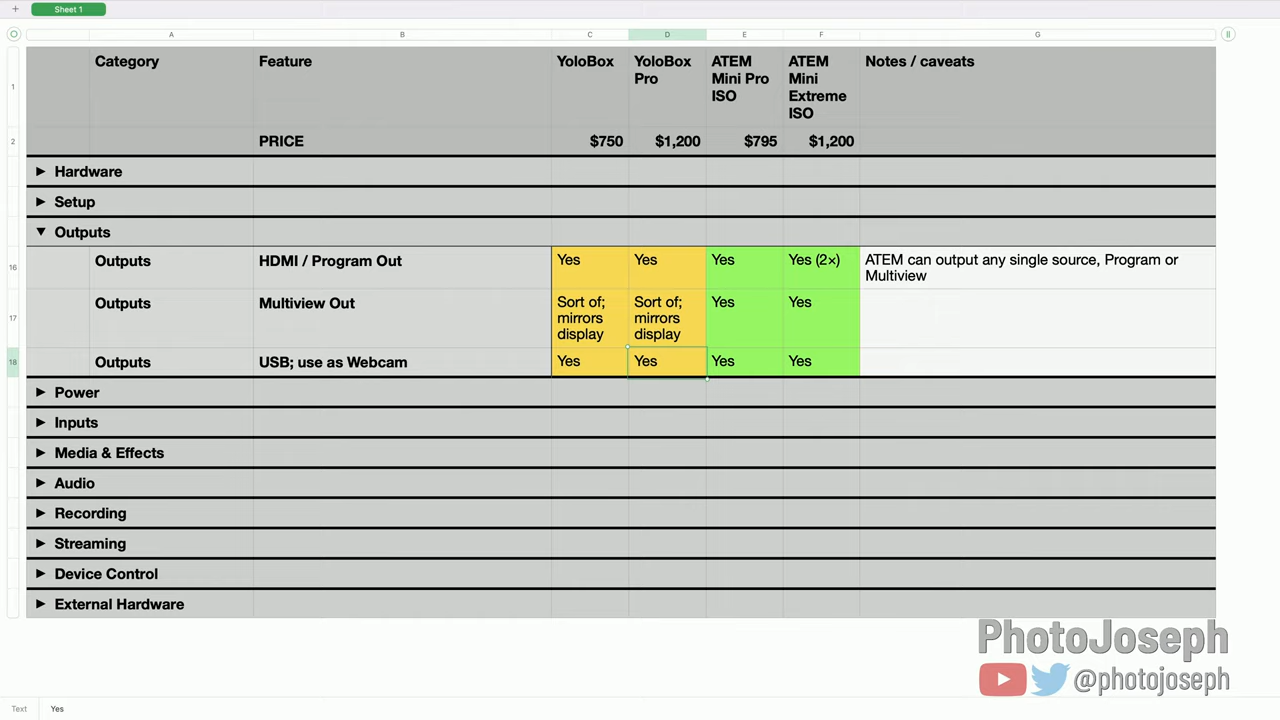 + Sheet 1
A B C D E F G
1 Category Feature YoloBox YoloBox Pro ATEM Mini Pro ISO ATEM Mini Extreme ISO Notes / caveats
2 PRICE $750 $1,200 $795 $1,200
Hardware
Setup
Outputs
16 Outputs HDMI / Program Out Yes Yes Yes Yes (2×) ATEM can output any single source, Program or Multiview
17 Outputs Multiview Out Sort of; mirrors display Sort of; mirrors display Yes Yes
18 Outputs USB; use as Webcam Yes Yes Yes Yes
Power
Inputs
Media & Effects
Audio
Recording
Streaming
Device Control
External Hardware
PhotoJoseph
@photojoseph
Text Yes